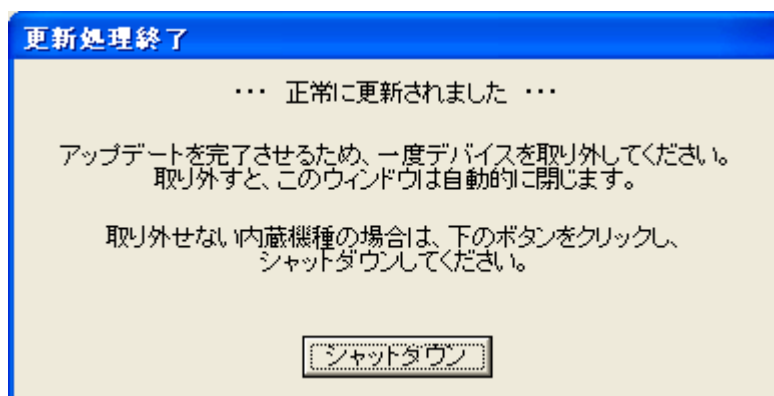 更新処理終了
･･･ 正常に更新されました ･･･
アップデートを完了させるため、一度デバイスを取り外してください。
取り外すと、このウィンドウは自動的に閉じます。
取り外せない内蔵機種の場合は、下のボタンをクリックし、
シャットダウンしてください。
シャットダウン